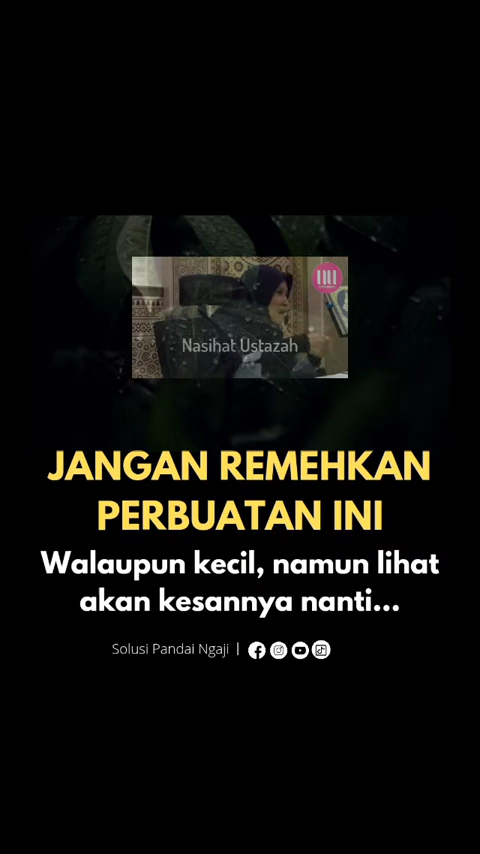 Nasihat Ustazah
JANGAN REMEHKAN
PERBUATAN INI
Walaupun kecil, namun lihat
akan kesannya nanti...
Solusi Pandai Ngaji |